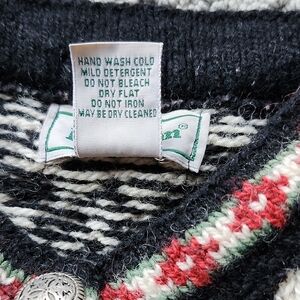 HAND WASH COLD
MILD DETERGENT
DO NOT BLEACH
DRY FLAT
DO NOT IRON
MAY BE DRY CLEANED